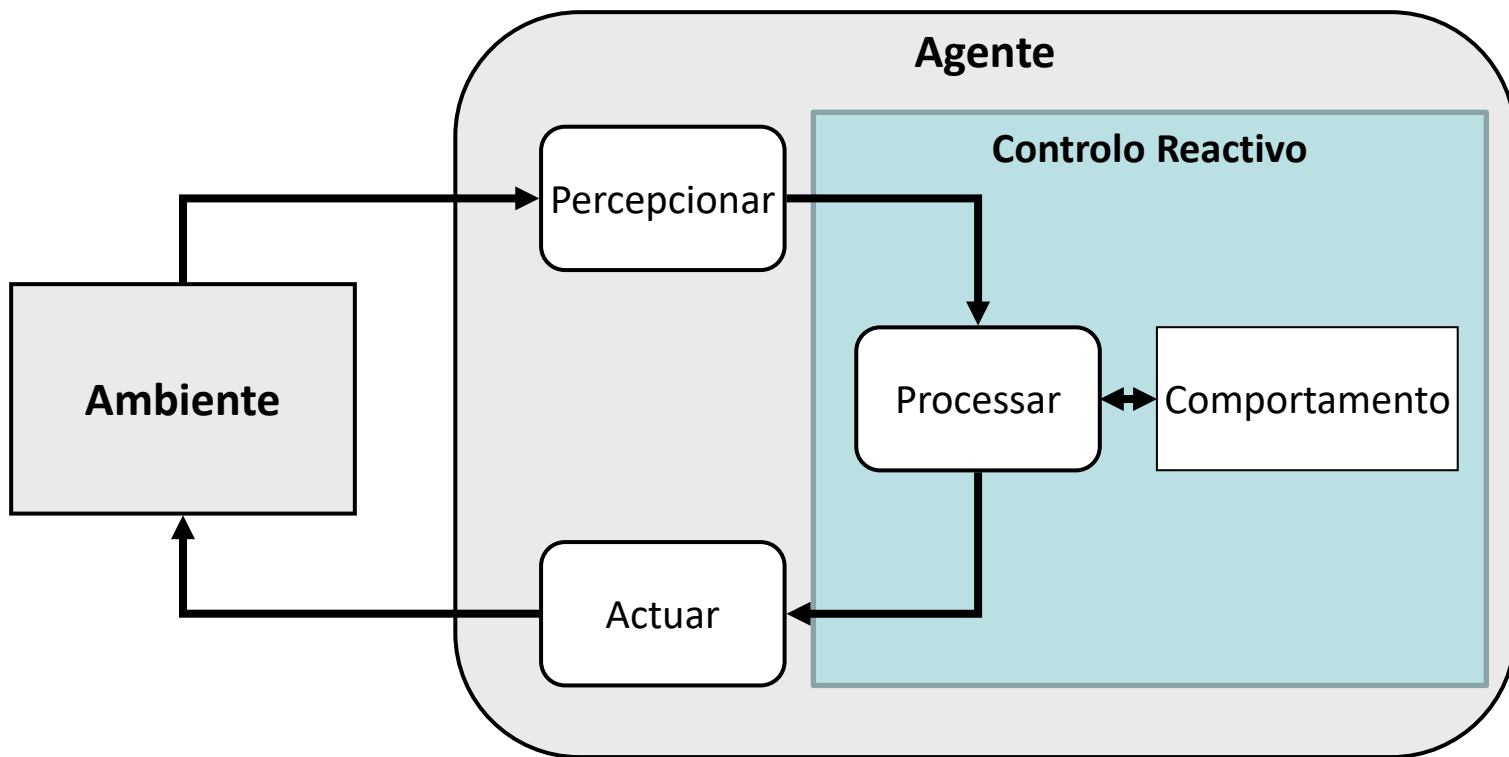 Agente
Controlo Reactivo
Percepcionar
Ambiente
Processar
Comportamento
Actuar